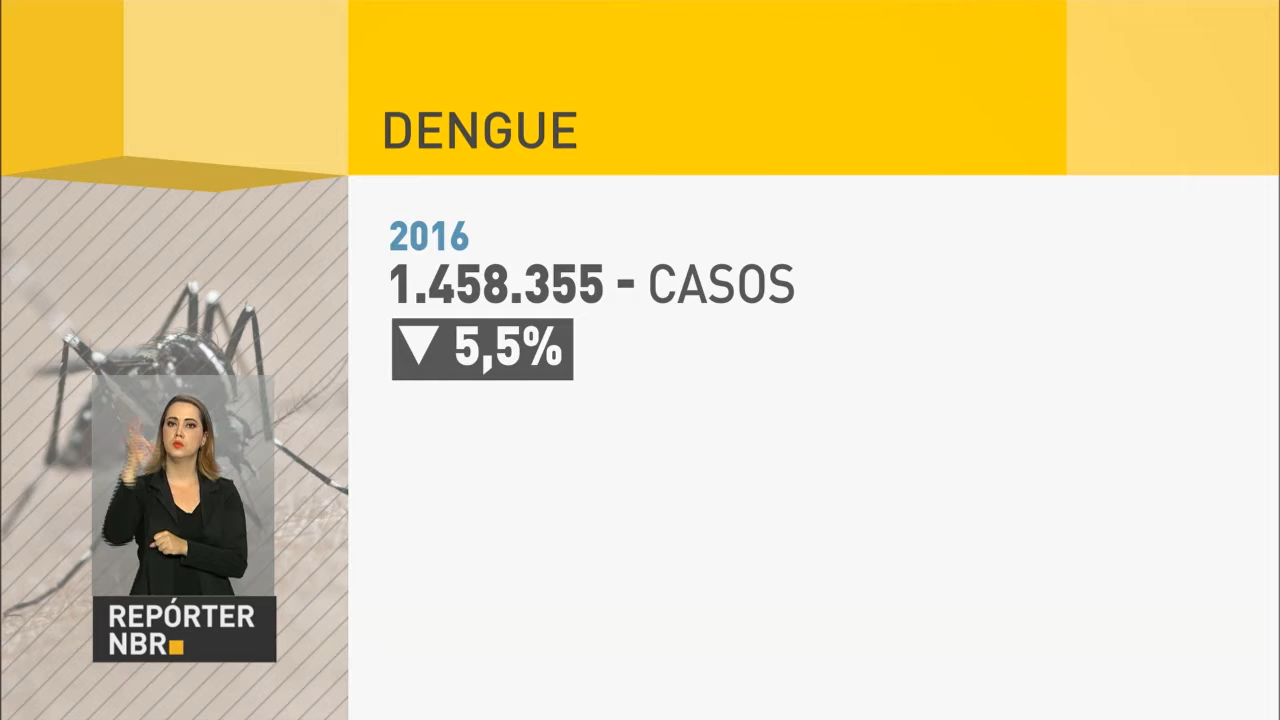 DENGUE
2016
1.458.355 - CASOS
▼ 5,5%
REPÓRTER
NBR